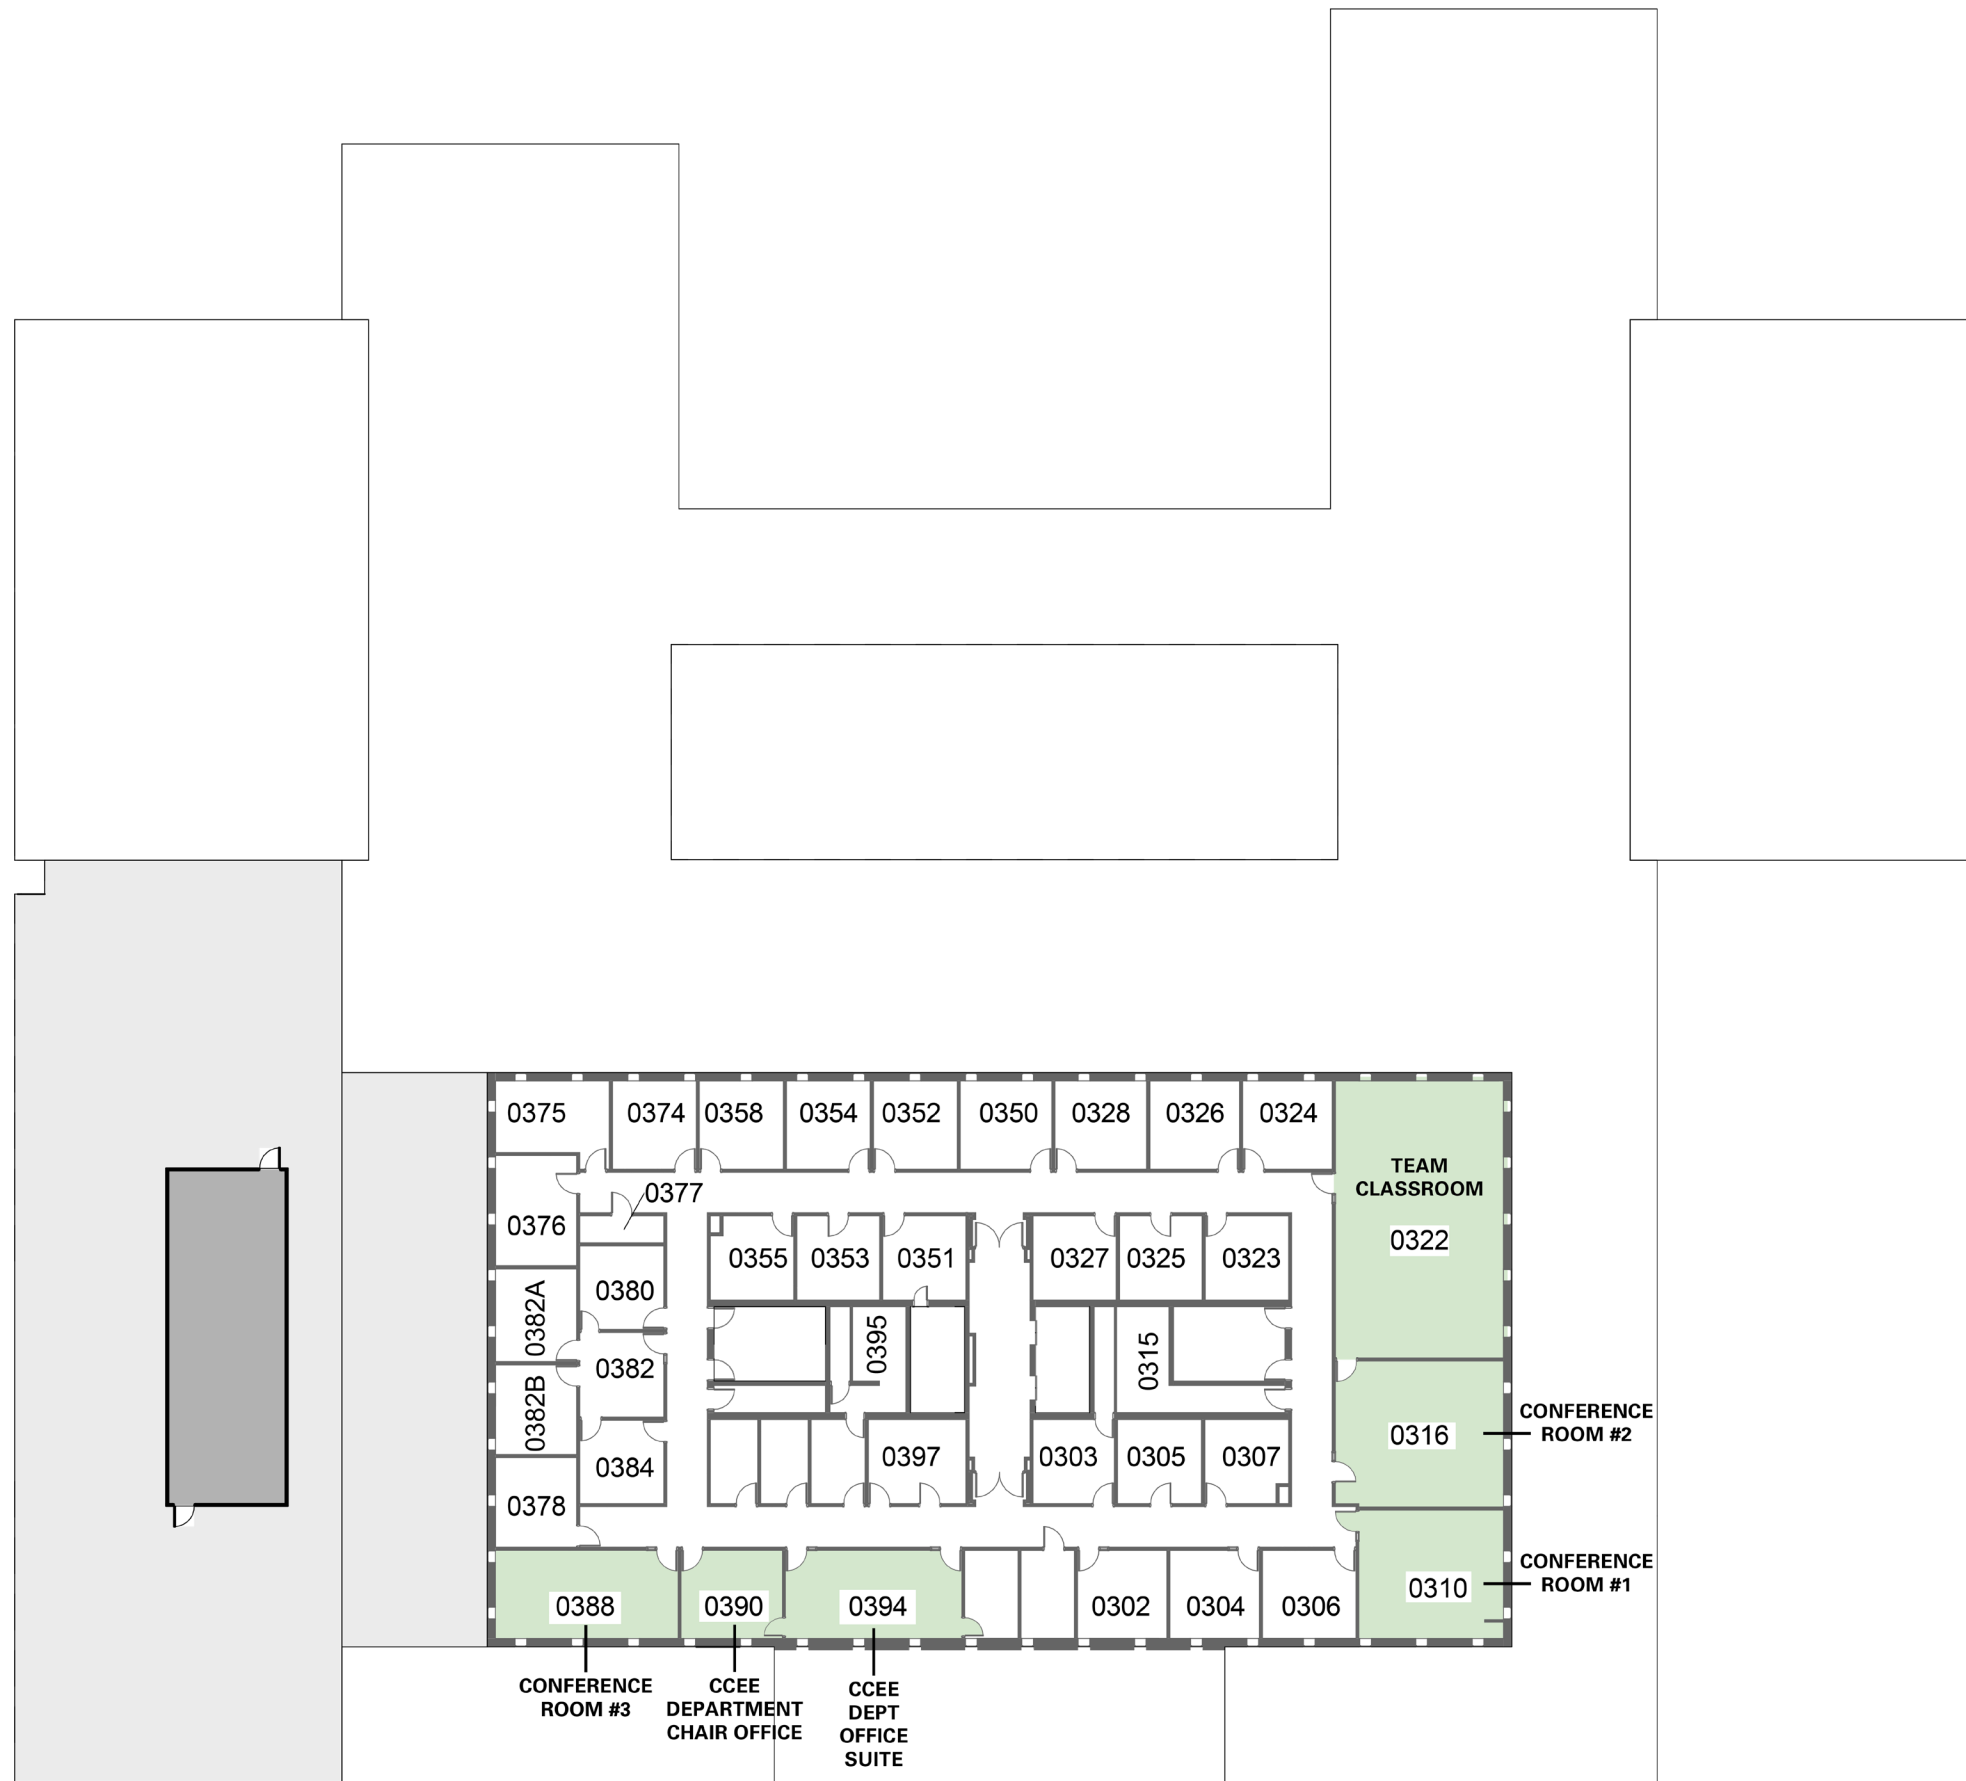 0375
0374
0358
0354
0352
0350
0328
0326
0324
TEAM
CLASSROOM
0322
0377
0376
0355
0353
0351
0327
0325
0323
0380
0382A
0395
0315
0382
0382B
CONFERENCE
ROOM #2
0316
0384
0397
0303
0305
0307
0378
CONFERENCE
ROOM #1
0310
0388
0390
0394
0302
0304
0306
CONFERENCE
ROOM #3
CCEE
DEPARTMENT
CHAIR OFFICE
CCEE
DEPT
OFFICE
SUITE